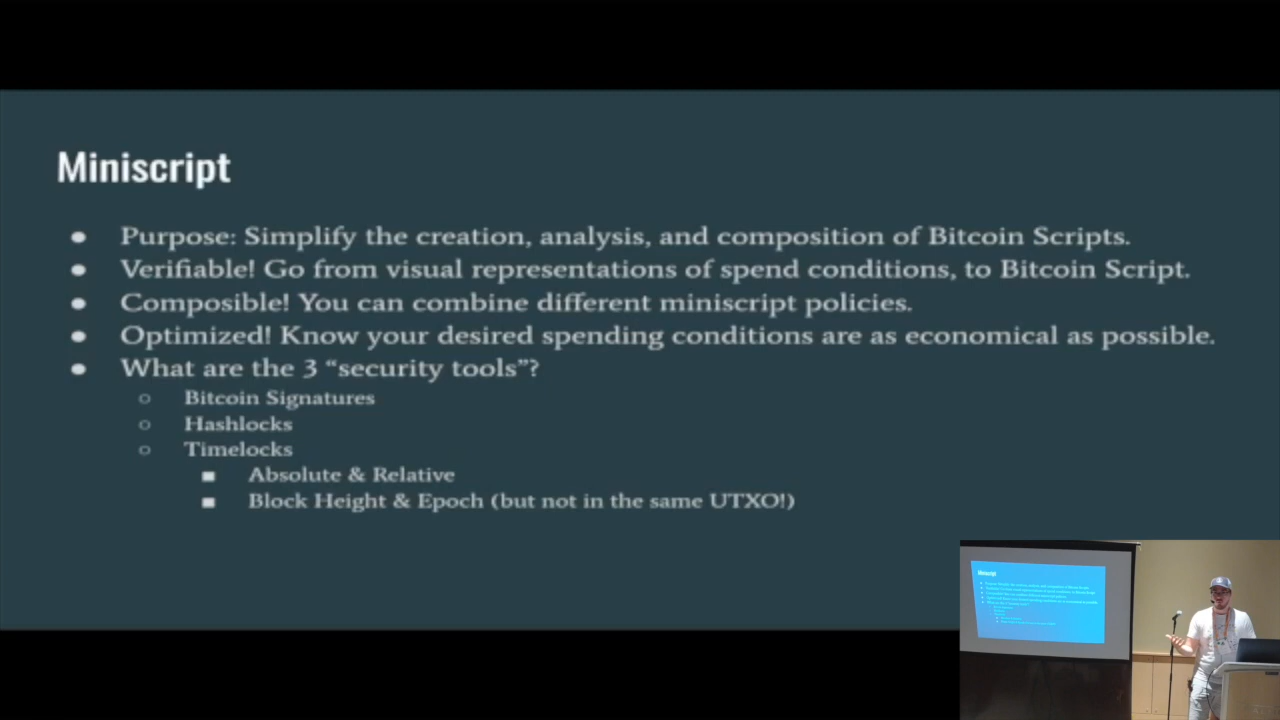 Miniscript
● Purpose: Simplify the creation, analysis, and composition of Bitcoin Scripts.
● Verifiable! Go from visual representations of spend conditions, to Bitcoin Script.
● Composible! You can combine different miniscript policies.
● Optimized! Know your desired spending conditions are as economical as possible.
● What are the 3 “security tools”?
○ Bitcoin Signatures
○ Hashlocks
○ Timelocks
■ Absolute & Relative
■ Block Height & Epoch (but not in the same UTXO!)
Miniscript